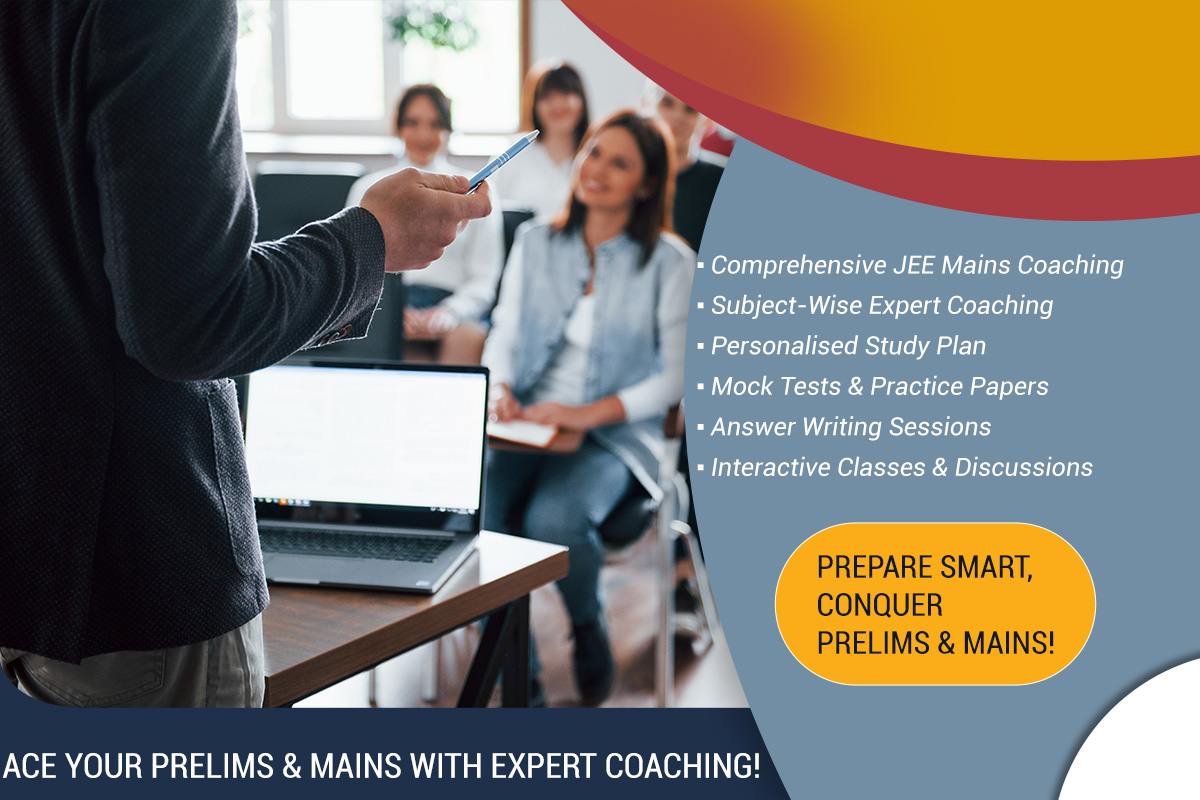 ▪ Comprehensive JEE Mains Coaching
▪ Subject-Wise Expert Coaching
▪ Personalised Study Plan
▪ Mock Tests & Practice Papers
▪ Answer Writing Sessions
▪ Interactive Classes & Discussions
PREPARE SMART,
CONQUER
PRELIMS & MAINS!
ACE YOUR PRELIMS & MAINS WITH EXPERT COACHING!